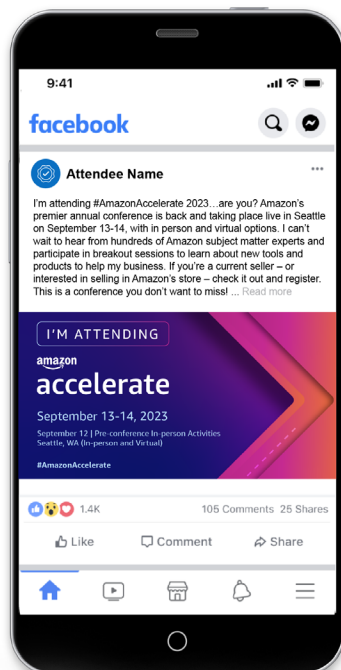 9:41
facebook
Attendee Name
I'm attending #AmazonAccelerate 2023…are you? Amazon's
premier annual conference is back and taking place live in Seattle
on September 13-14, with in person and virtual options. I can't
wait to hear from hundreds of Amazon subject matter experts and
participate in breakout sessions to learn about new tools and
products to help my business. If you're a current seller – or
interested in selling in Amazon's store – check it out and register.
This is a conference you don't want to miss! ... Read more
I'M ATTENDING
amazon
accelerate
September 13-14, 2023
September 12 | Pre-conference In-person Activities
Seattle, WA (In-person and Virtual)
#AmazonAccelerate
1.4K 105 Comments 25 Shares
Like Comment Share